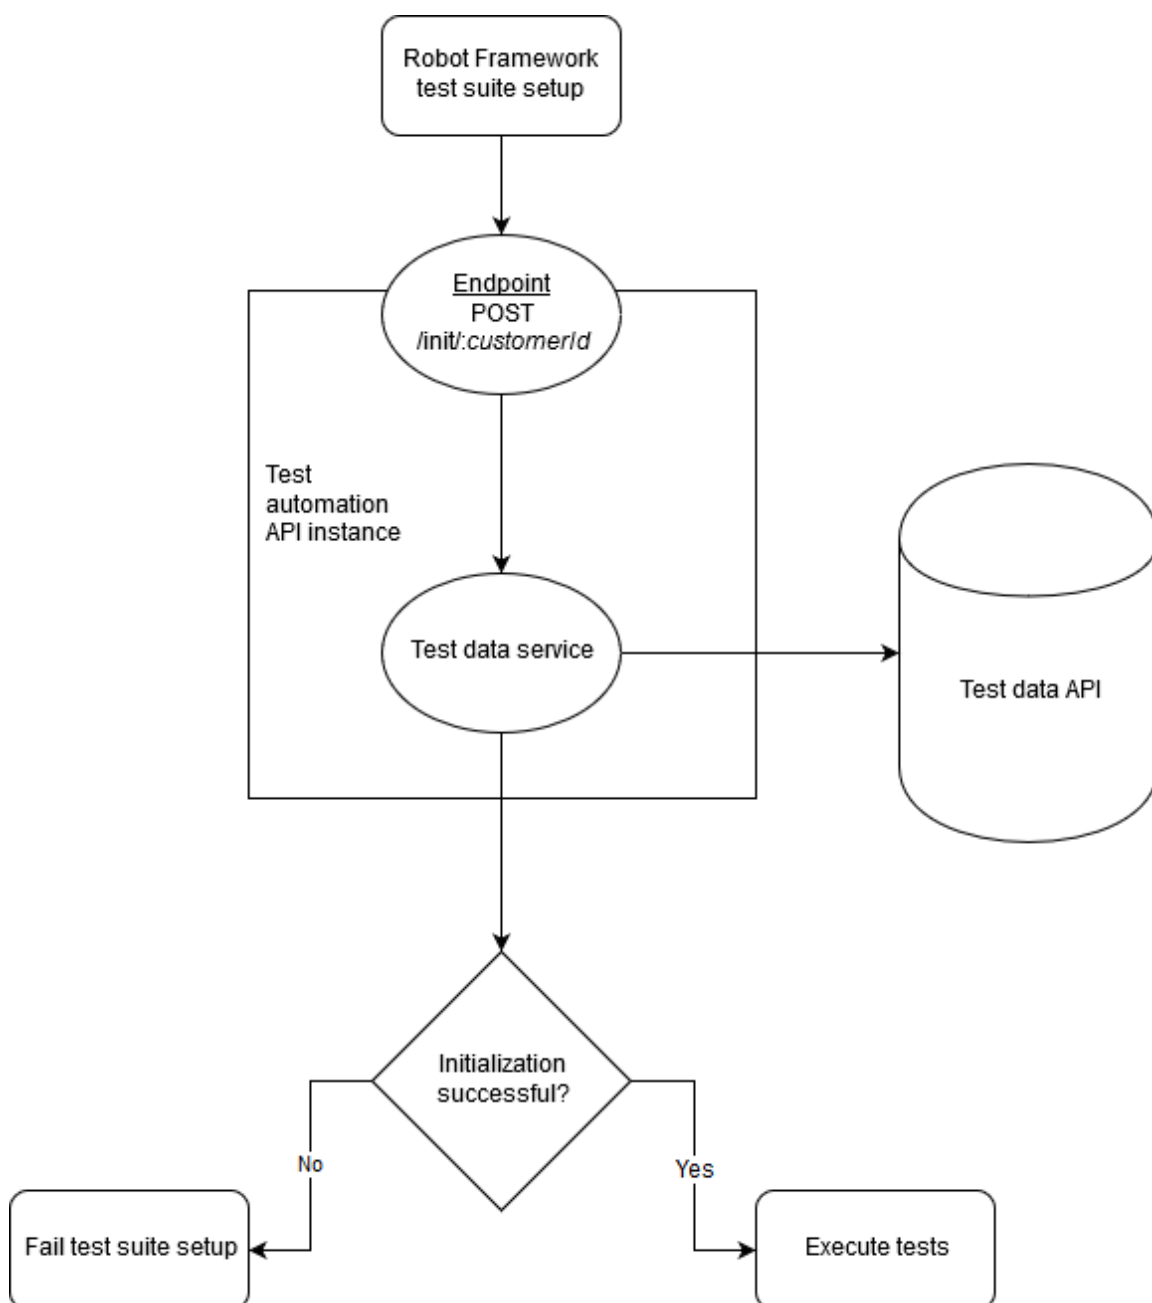 Robot Framework
test suite setup
Endpoint
POST
/init/:customerId
Test
automation
API instance
Test data service
Test data API
Initialization
successful?
No
Yes
Fail test suite setup
Execute tests